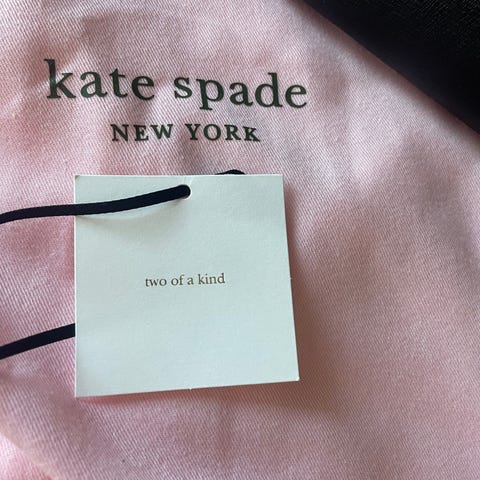 kate spade
NEW YORK
two of a kind